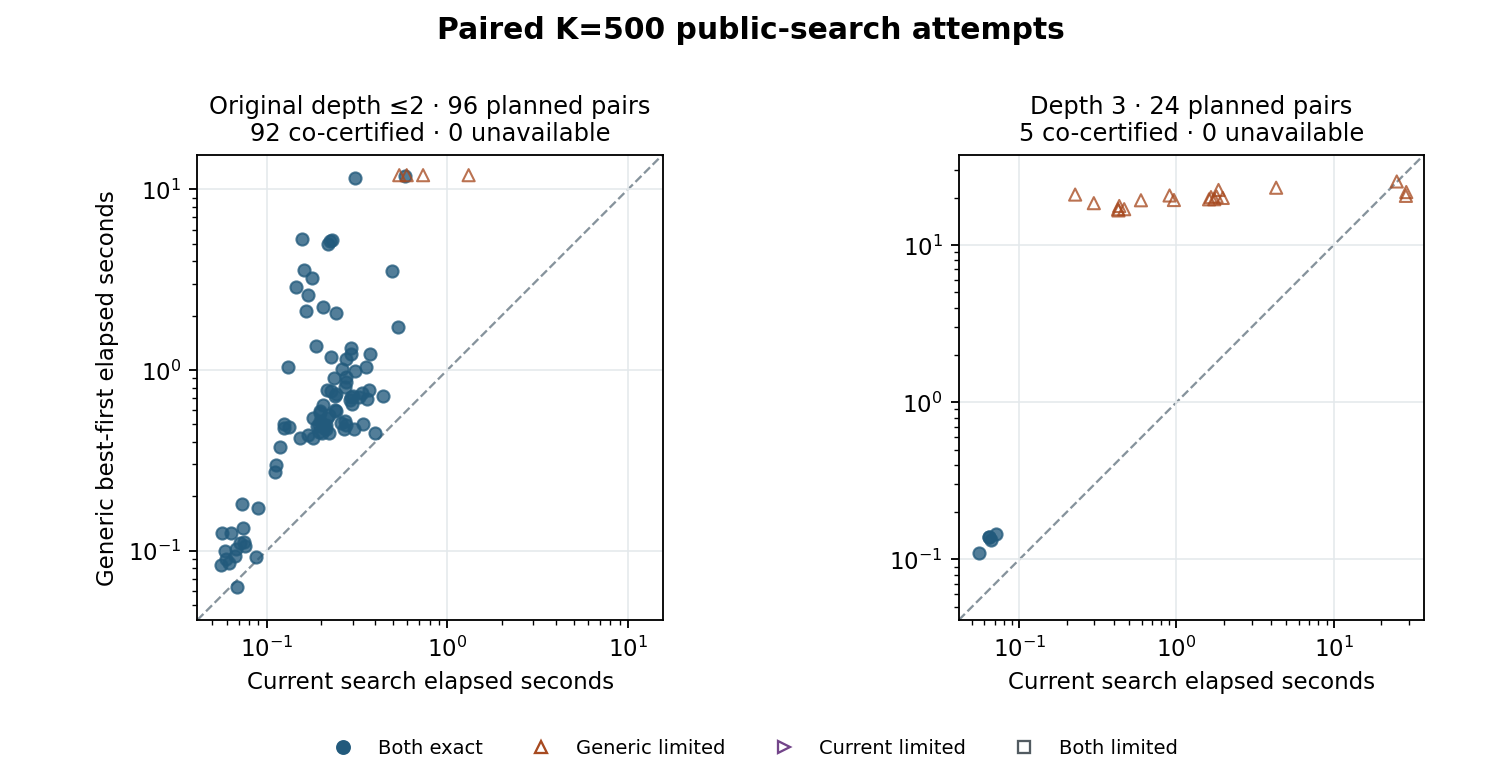 Paired K=500 public-search attempts
Original depth ≤2 · 96 planned pairs
92 co-certified · 0 unavailable
Depth 3 · 24 planned pairs
5 co-certified · 0 unavailable
Generic best-first elapsed seconds
10¹
10⁰
10⁻¹
10⁻¹
10⁰
10¹
Current search elapsed seconds
10¹
10⁰
10⁻¹
10⁻¹
10⁰
10¹
Current search elapsed seconds
Both exact
Generic limited
Current limited
Both limited